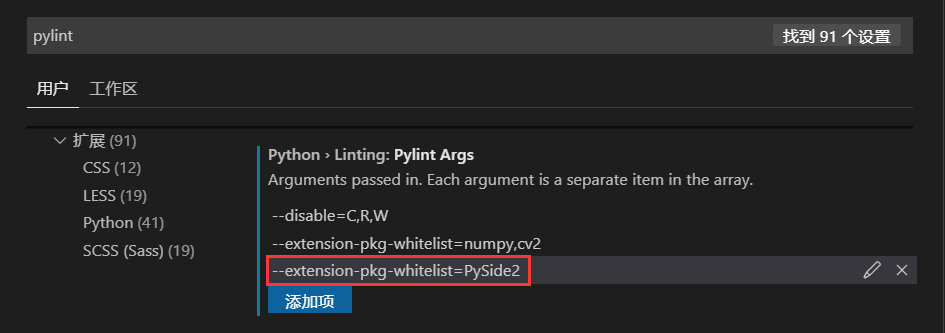 pylint
找到 91 个设置
用户
工作区
扩展 (91)
CSS (12)
LESS (19)
Python (41)
SCSS (Sass) (19)
Python › Linting: Pylint Args
Arguments passed in. Each argument is a separate item in the array.
--disable=C,R,W
--extension-pkg-whitelist=numpy,cv2
--extension-pkg-whitelist=PySide2
添加项